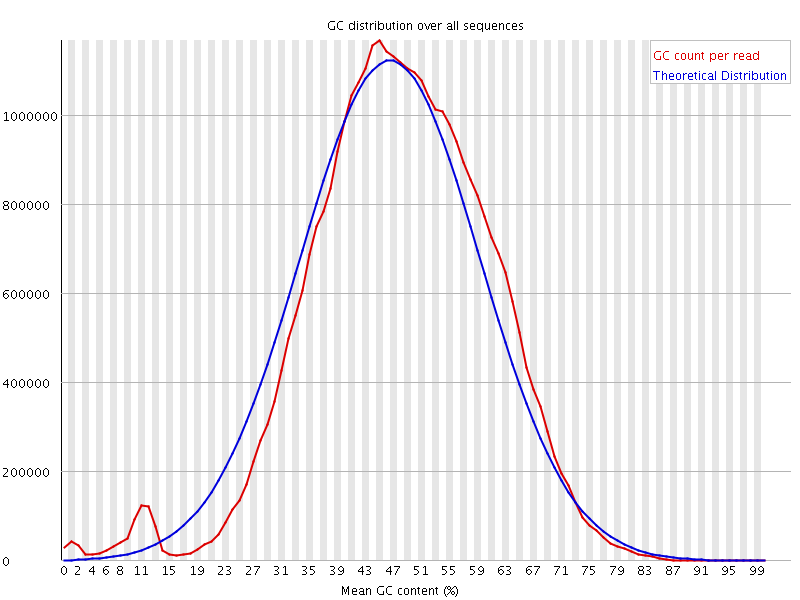 GC distribution over all sequences
GC count per read
Theoretical Distribution
1000000
800000
600000
400000
200000
0
0 2 4 6 8 11 15 19 23 27 31 35 39 43 47 51 55 59 63 67 71 75 79 83 87 91 95 99
Mean GC content (%)